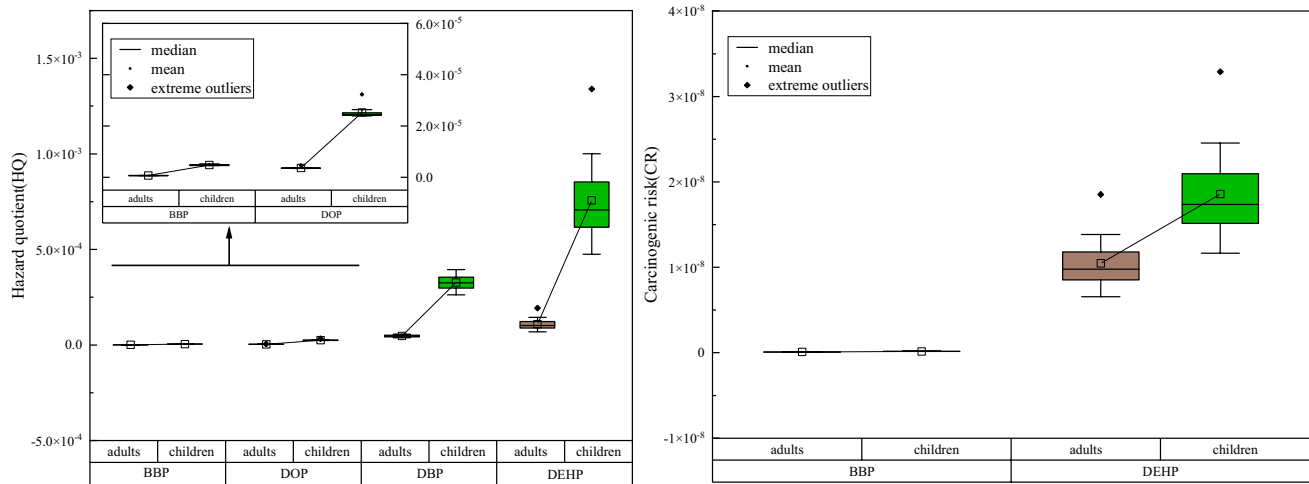 Hazard quotient(HQ)
1.5×10⁻³
1.0×10⁻³
5.0×10⁻⁴
0.0
-5.0×10⁻⁴
median
mean
extreme outliers
6.0×10⁻⁵
2.0×10⁻⁵
0.0
adults children adults children
BBP DOP
adults children adults children adults children adults children
BBP DOP DBP DEHP
Carcinogenic risk(CR)
4×10⁻⁸
3×10⁻⁸
2×10⁻⁸
1×10⁻⁸
0
-1×10⁻⁸
median
mean
extreme outliers
adults children adults children
BBP DEHP